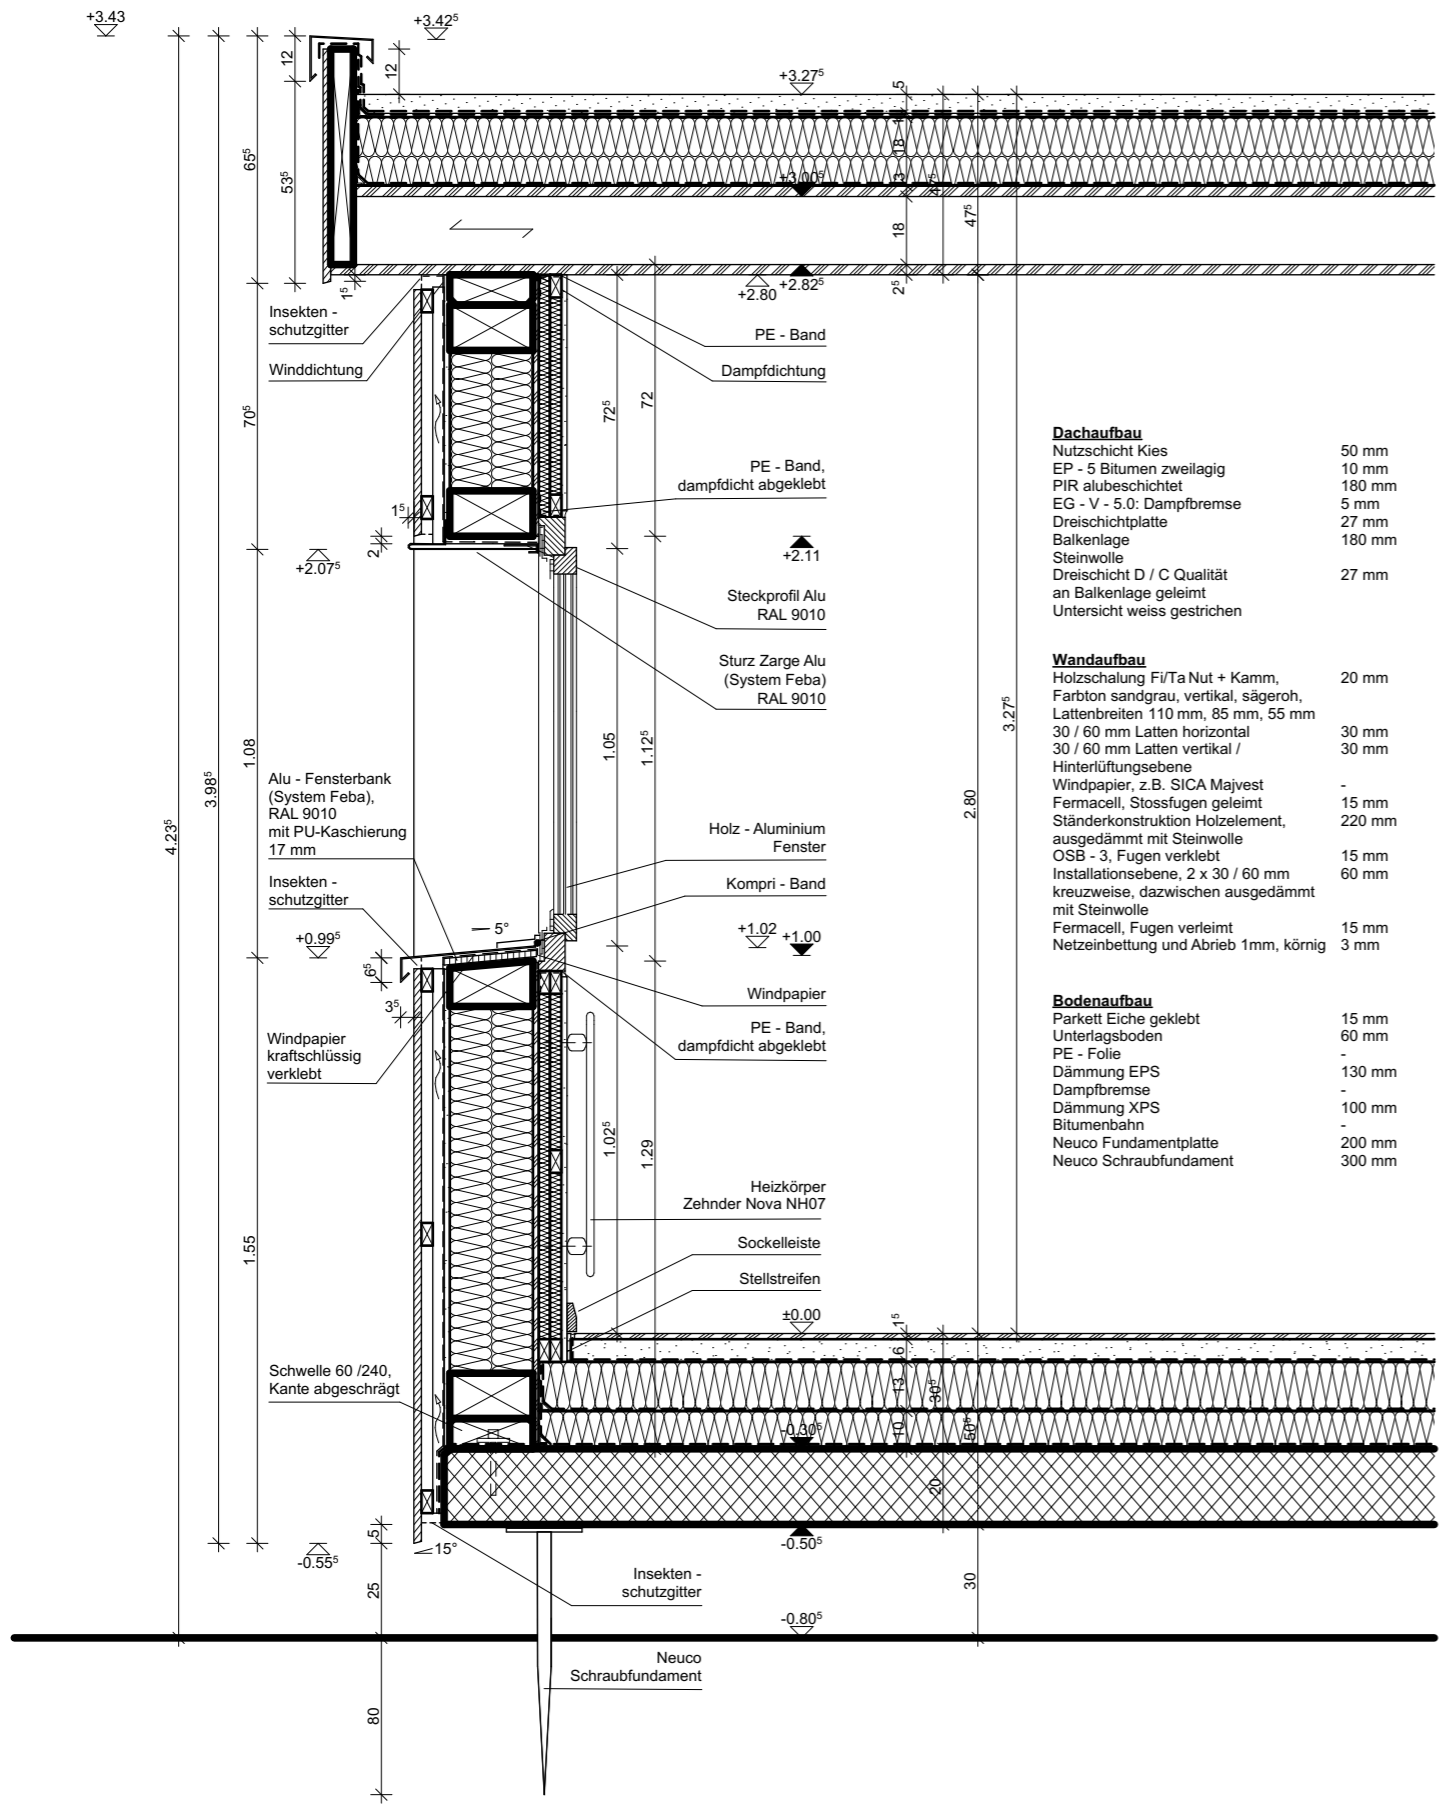 +3.43
+3.42⁵
12
12
+3.27⁵
5
1
18
3
+3.00⁵
47⁵
47⁵
18
65⁵
53⁵
1⁵
+2.80
+2.82⁵
2⁵
Insekten -
schutzgitter
Winddichtung
PE - Band
Dampfdichtung
70⁵
72⁵
72
PE - Band,
dampfdicht abgeklebt
1⁵
2
+2.07⁵
+2.11
Steckprofil Alu
RAL 9010
Sturz Zarge Alu
(System Feba)
RAL 9010
3.27⁵
1.08
1.05
1.12⁵
3.98⁵
4.23⁵
2.80
Alu - Fensterbank
(System Feba),
RAL 9010
mit PU-Kaschierung
17 mm
Holz - Aluminium
Fenster
Insekten -
schutzgitter
Kompri - Band
5°
+0.99⁵
+1.02
+1.00
6⁵
3⁵
Windpapier
Windpapier
kraftschlüssig
verklebt
PE - Band,
dampfdicht abgeklebt
1.02⁵
1.29
1.55
Heizkörper
Zehnder Nova NH07
Sockelleiste
Stellstreifen
±0.00
1⁵
6
13
30⁵
10
50⁵
-0.30⁵
20
Schwelle 60 /240,
Kante abgeschrägt
5
-0.55⁵
15°
-0.50⁵
25
30
Insekten -
schutzgitter
-0.80⁵
Neuco
Schraubfundament
80
Dachaufbau
Nutzschicht Kies 50 mm
EP - 5 Bitumen zweilagig 10 mm
PIR alubeschichtet 180 mm
EG - V - 5.0: Dampfbremse 5 mm
Dreischichtplatte 27 mm
Balkenlage 180 mm
Steinwolle
Dreischicht D / C Qualität 27 mm
an Balkenlage geleimt
Untersicht weiss gestrichen
Wandaufbau
Holzschalung Fi/Ta Nut + Kamm, 20 mm
Farbton sandgrau, vertikal, sägeroh,
Lattenbreiten 110 mm, 85 mm, 55 mm
30 / 60 mm Latten horizontal 30 mm
30 / 60 mm Latten vertikal / 30 mm
Hinterlüftungsebene
Windpapier, z.B. SICA Majvest -
Fermacell, Stossfugen geleimt 15 mm
Ständerkonstruktion Holzelement, 220 mm
ausgedämmt mit Steinwolle
OSB - 3, Fugen verklebt 15 mm
Installationsebene, 2 x 30 / 60 mm 60 mm
kreuzweise, dazwischen ausgedämmt
mit Steinwolle
Fermacell, Fugen verleimt 15 mm
Netzeinbettung und Abrieb 1mm, körnig 3 mm
Bodenaufbau
Parkett Eiche geklebt 15 mm
Unterlagsboden 60 mm
PE - Folie -
Dämmung EPS 130 mm
Dampfbremse -
Dämmung XPS 100 mm
Bitumenbahn -
Neuco Fundamentplatte 200 mm
Neuco Schraubfundament 300 mm